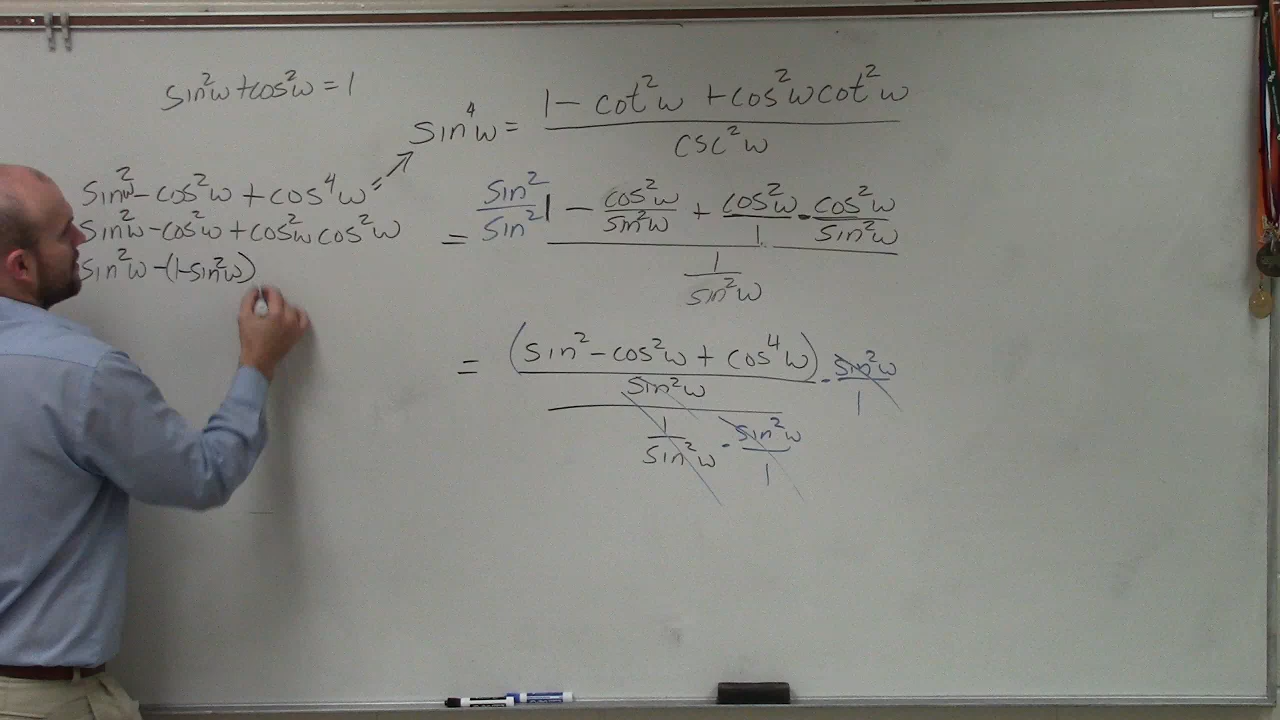 sin²w + cos²w = 1
sin⁴w = (1 - cot²w + cos²w cot²w) / csc²w
sin²w - cos²w + cos⁴w =
sin²w - cos²w + cos²w cos²w
sin²w - (1 - sin²w)
= (sin²/sin² 1 - cos²w/sin²w + cos²w/1 · cos²w/sin²w) / (1/sin²w)
= ((sin² - cos²w + cos⁴w)/sin²w · sin²w/1) / (1/sin²w · sin²w/1)